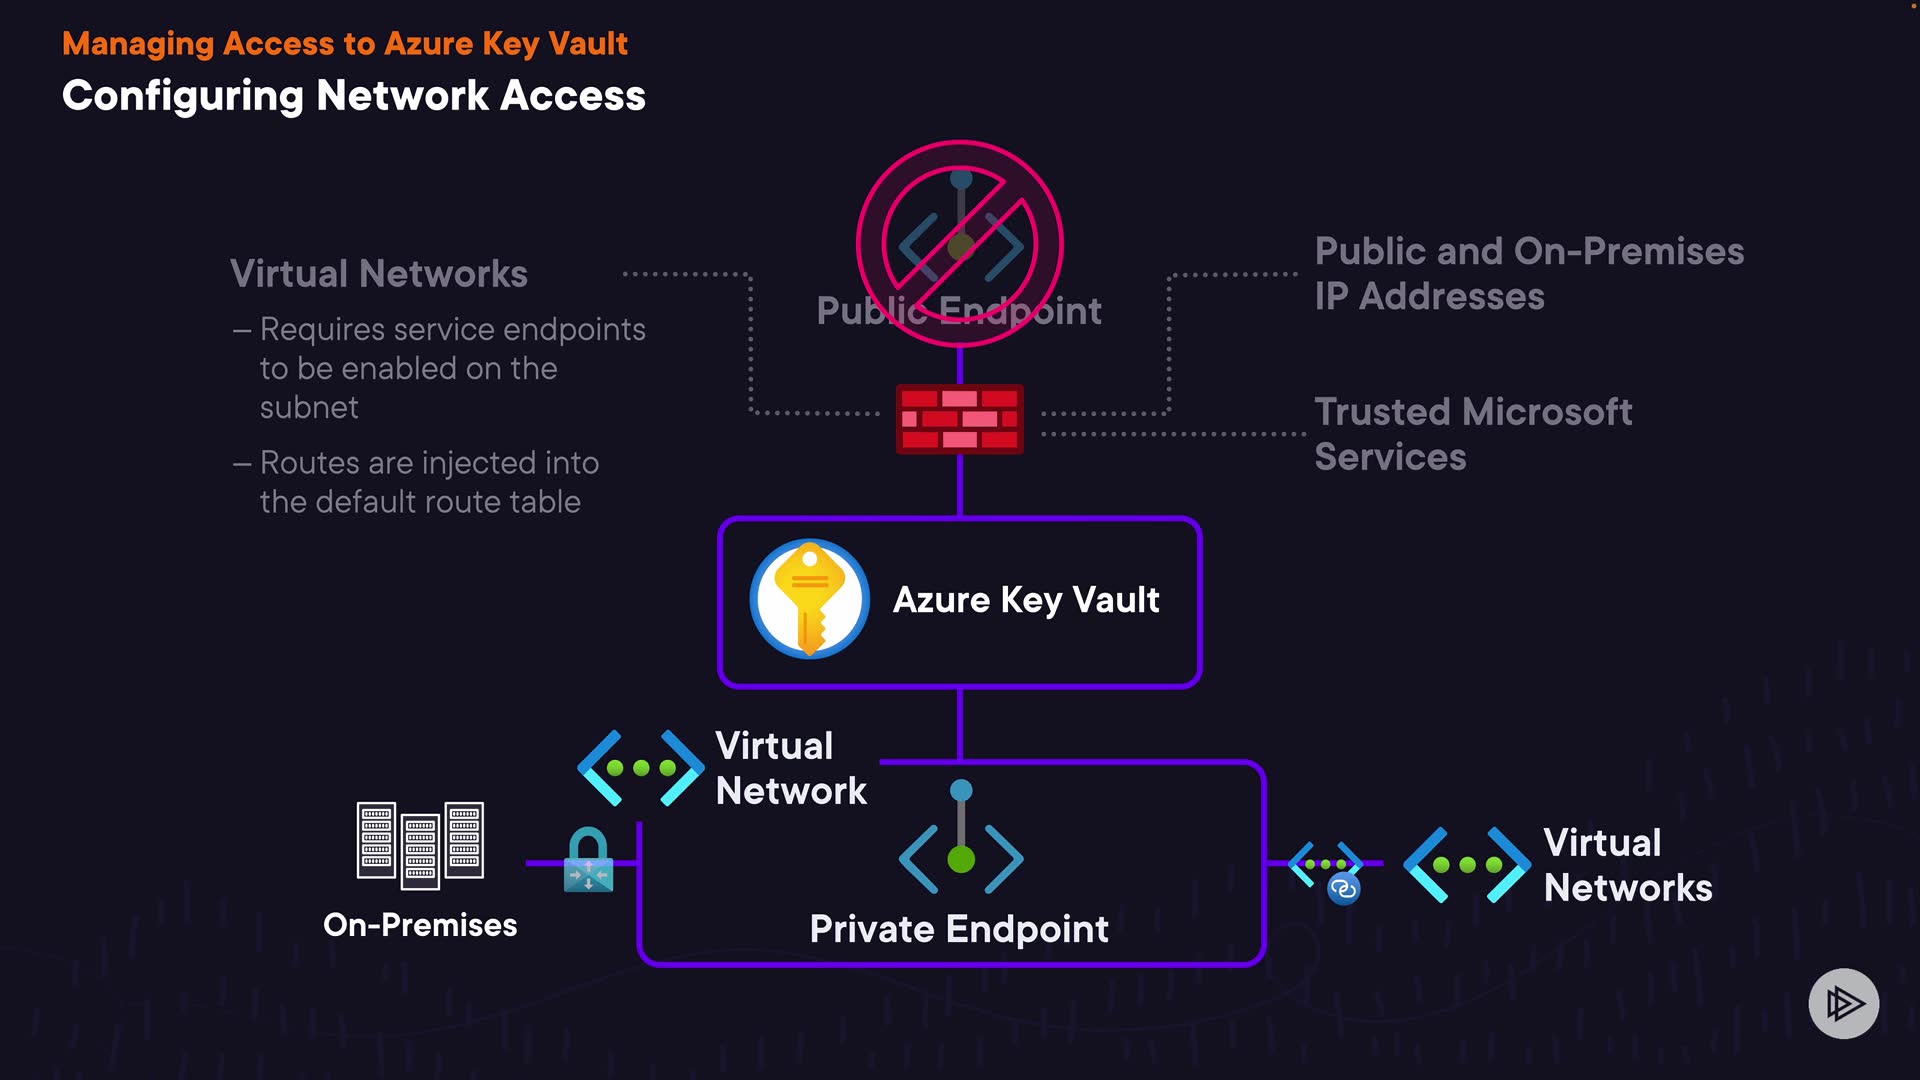 Managing Access to Azure Key Vault
Configuring Network Access
Virtual Networks
– Requires service endpoints
to be enabled on the
subnet
– Routes are injected into
the default route table
Public Endpoint
Public and On-Premises
IP Addresses
Trusted Microsoft
Services
Azure Key Vault
Virtual
Network
On-Premises
Private Endpoint
Virtual
Networks